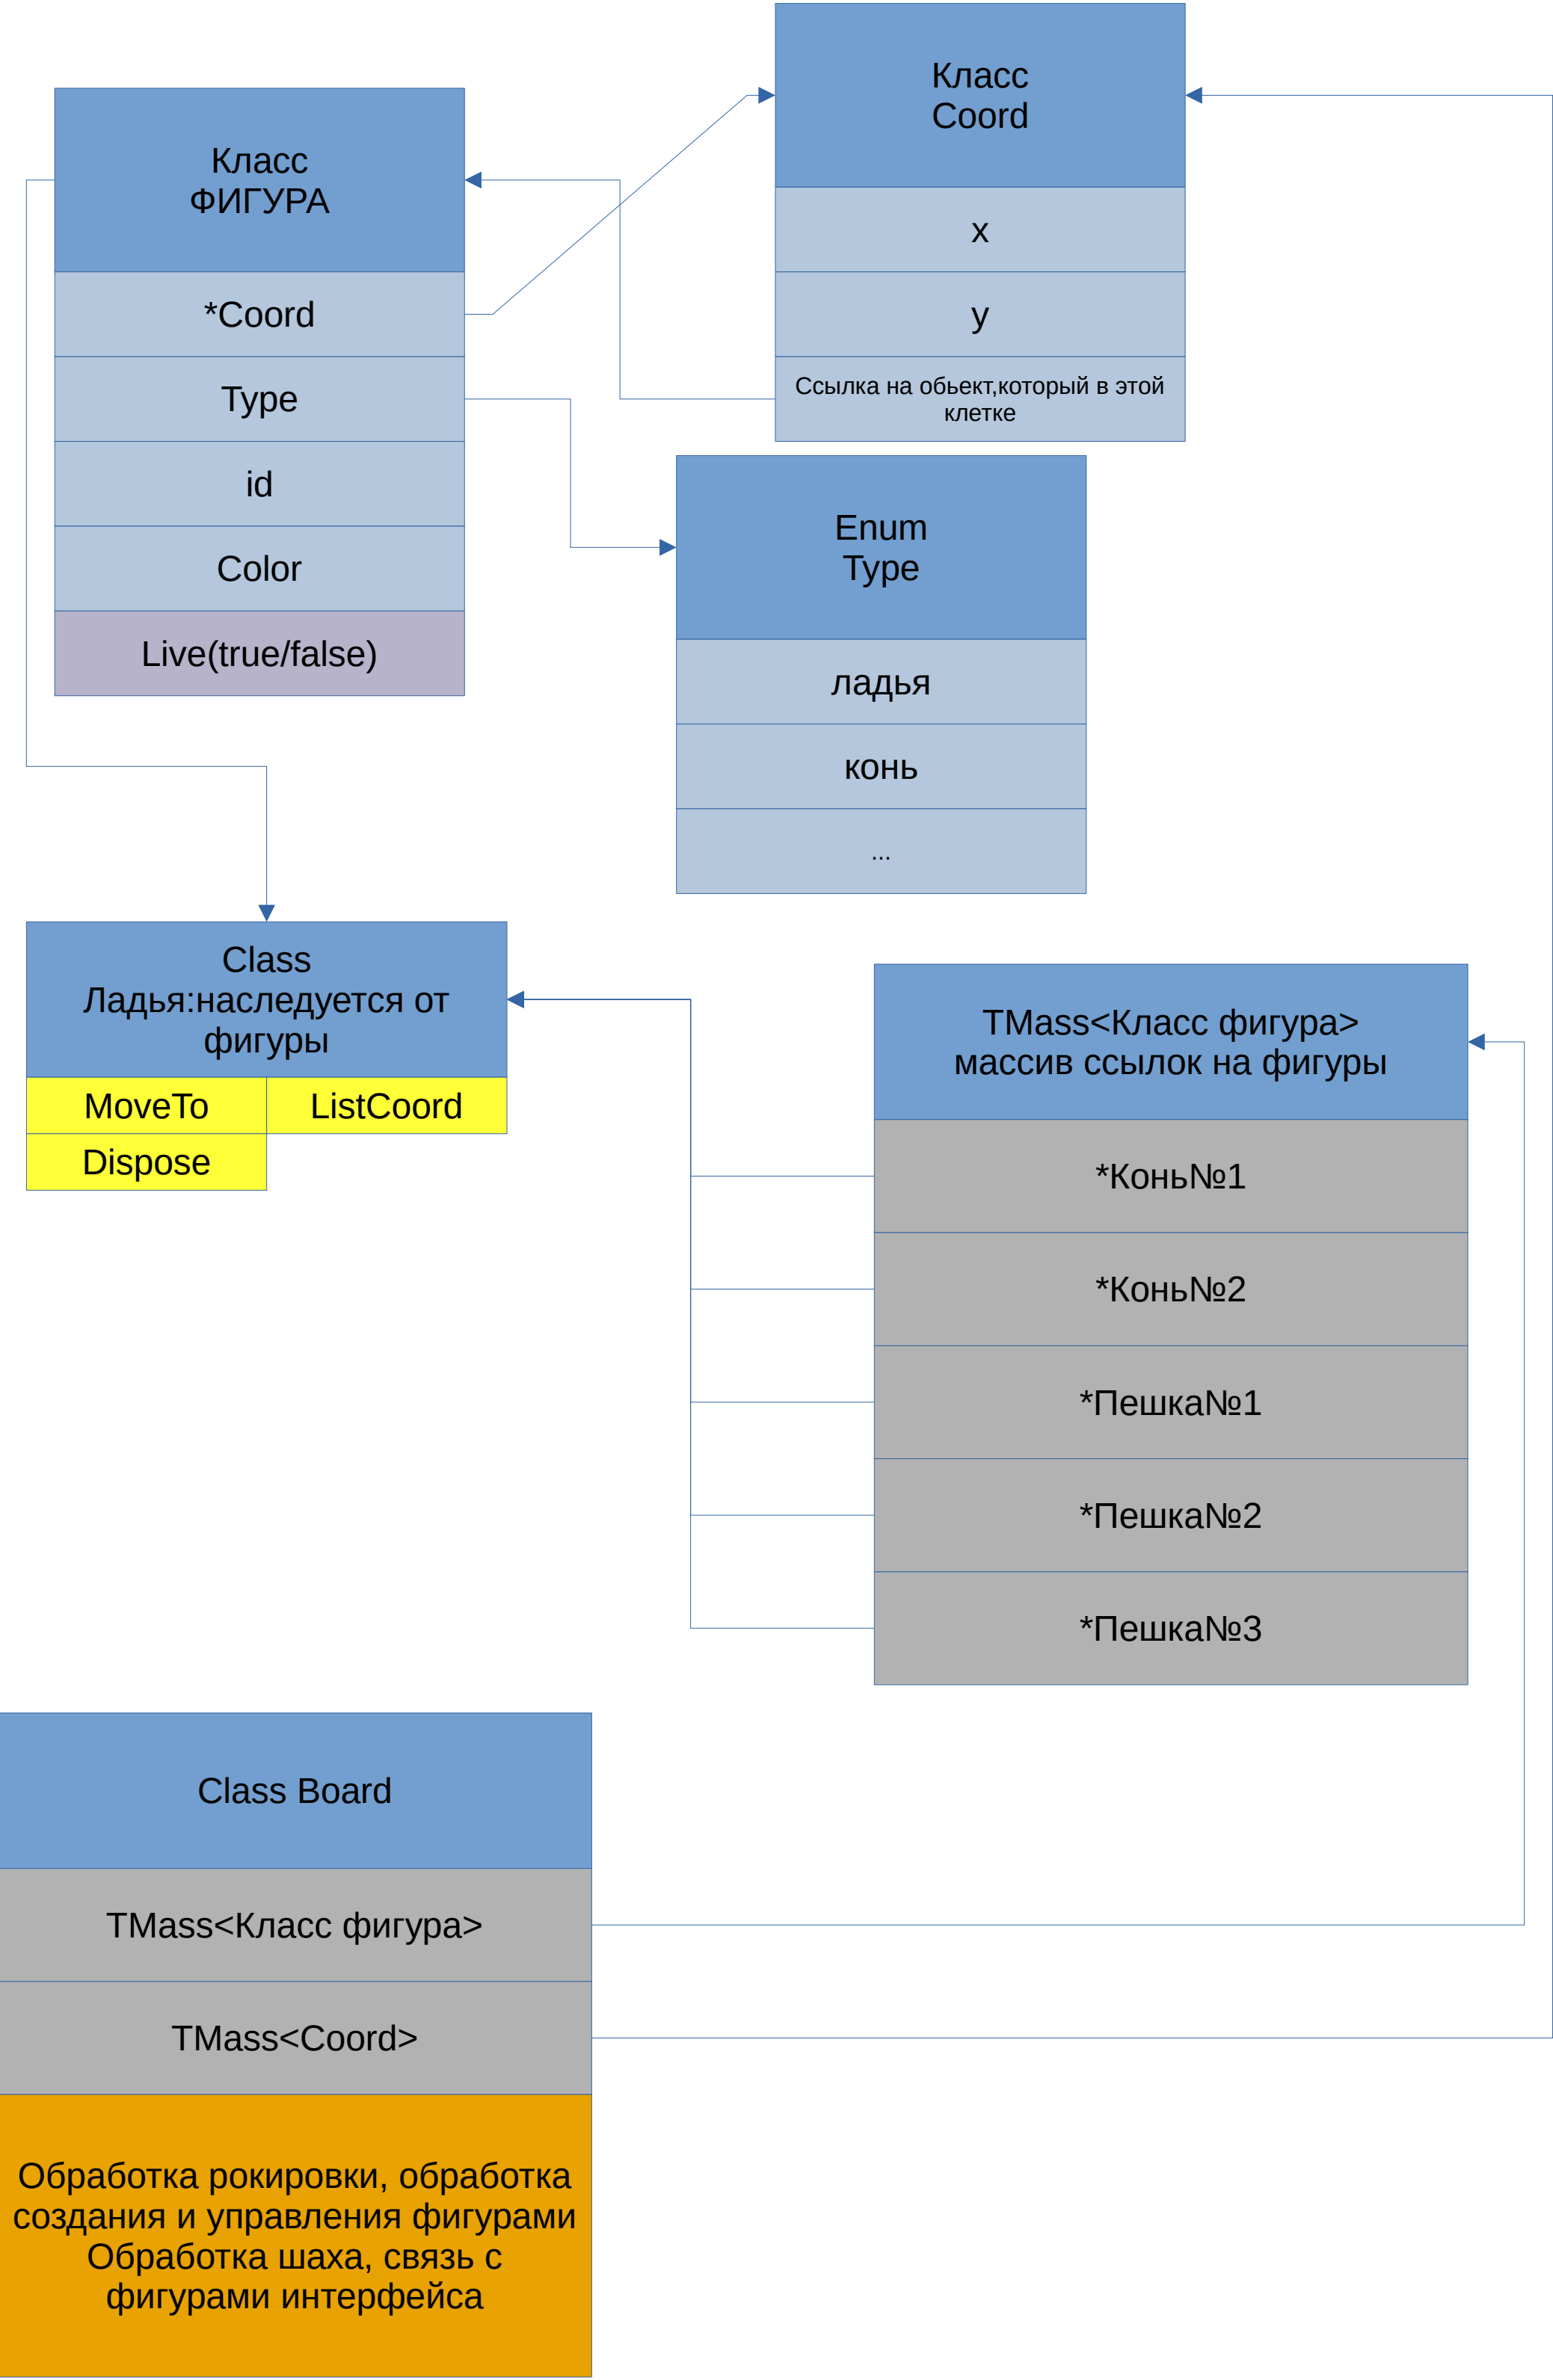 Класс
Coord
x
y
Ссылка на обьект,который в этой
клетке
Класс
ФИГУРА
*Coord
Type
id
Color
Live(true/false)
Enum
Type
ладья
конь
...
Class
Ладья:наследуется от
фигуры
MoveTo
ListCoord
Dispose
TMass<Класс фигура>
массив ссылок на фигуры
*Конь№1
*Конь№2
*Пешка№1
*Пешка№2
*Пешка№3
Class Board
TMass<Класс фигура>
TMass<Coord>
Обработка рокировки, обработка
создания и управления фигурами
Обработка шаха, связь с
фигурами интерфейса